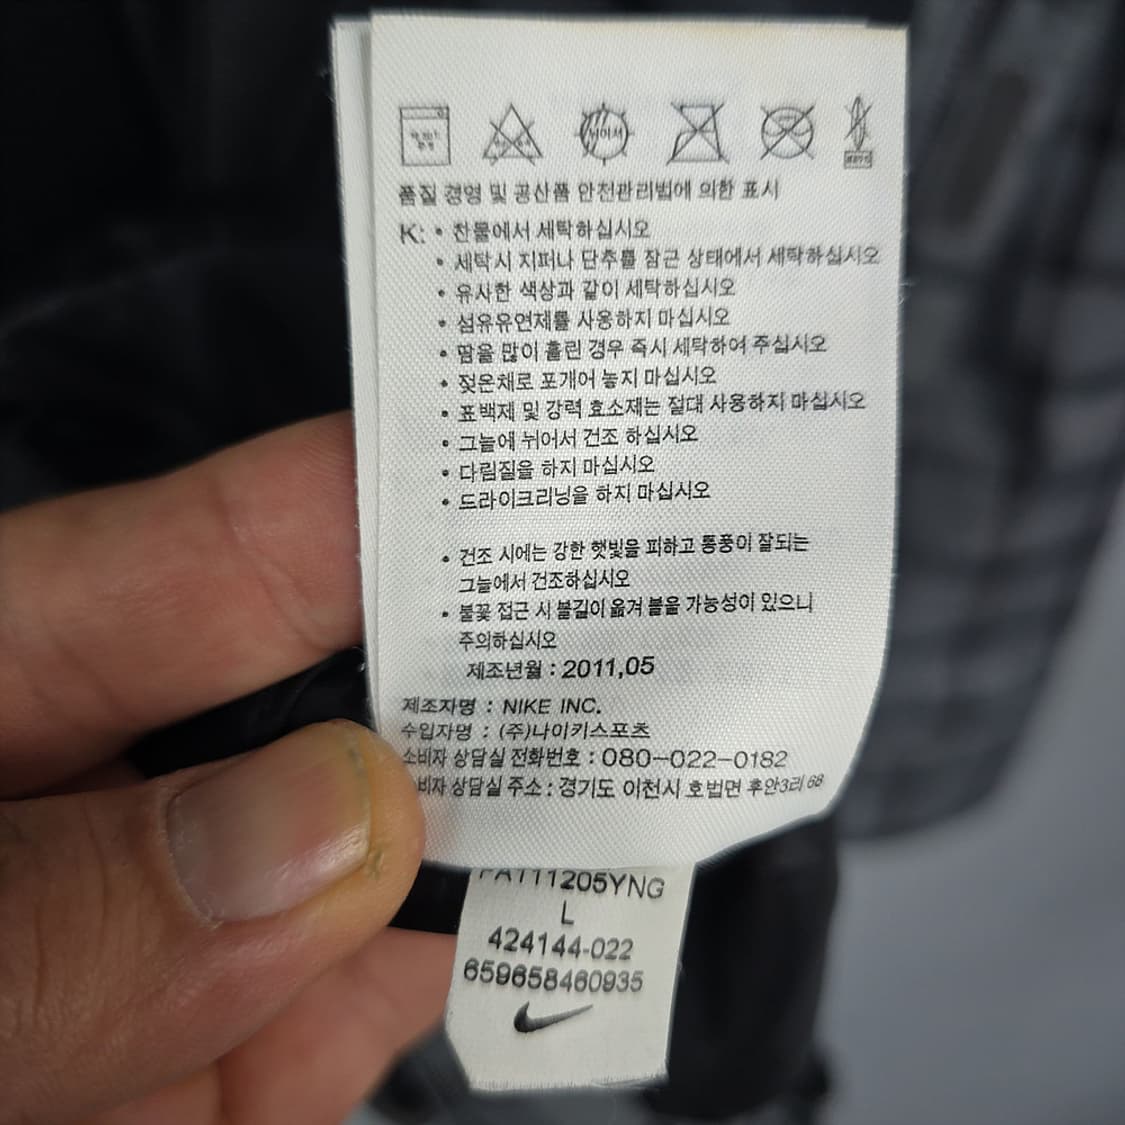 뉘어서
품질 경영 및 공산품 안전관리법에 의한 표시
K: • 찬물에서 세탁하십시오
• 세탁시 지퍼나 단추를 잠근 상태에서 세탁하십시오
• 유사한 색상과 같이 세탁하십시오
• 섬유유연제를 사용하지 마십시오
• 땀을 많이 흘린 경우 즉시 세탁하여 주십시오
• 젖은채로 포개어 놓지 마십시오
• 표백제 및 강력 효소제는 절대 사용하지 마십시오
• 그늘에 뉘어서 건조 하십시오
• 다림질을 하지 마십시오
• 드라이크리닝을 하지 마십시오
• 건조 시에는 강한 햇빛을 피하고 통풍이 잘되는
그늘에서 건조하십시오
• 불꽃 접근 시 불길이 옮겨 붙을 가능성이 있으니
주의하십시오
제조년월 : 2011,05
제조자명 : NIKE INC.
수입자명 : (주)나이키스포츠
소비자 상담실 전화번호 : 080-022-0182
비자 상담실 주소 : 경기도 이천시 호법면 후안3리 68
FA111205YNG
L
424144-022
659658460935